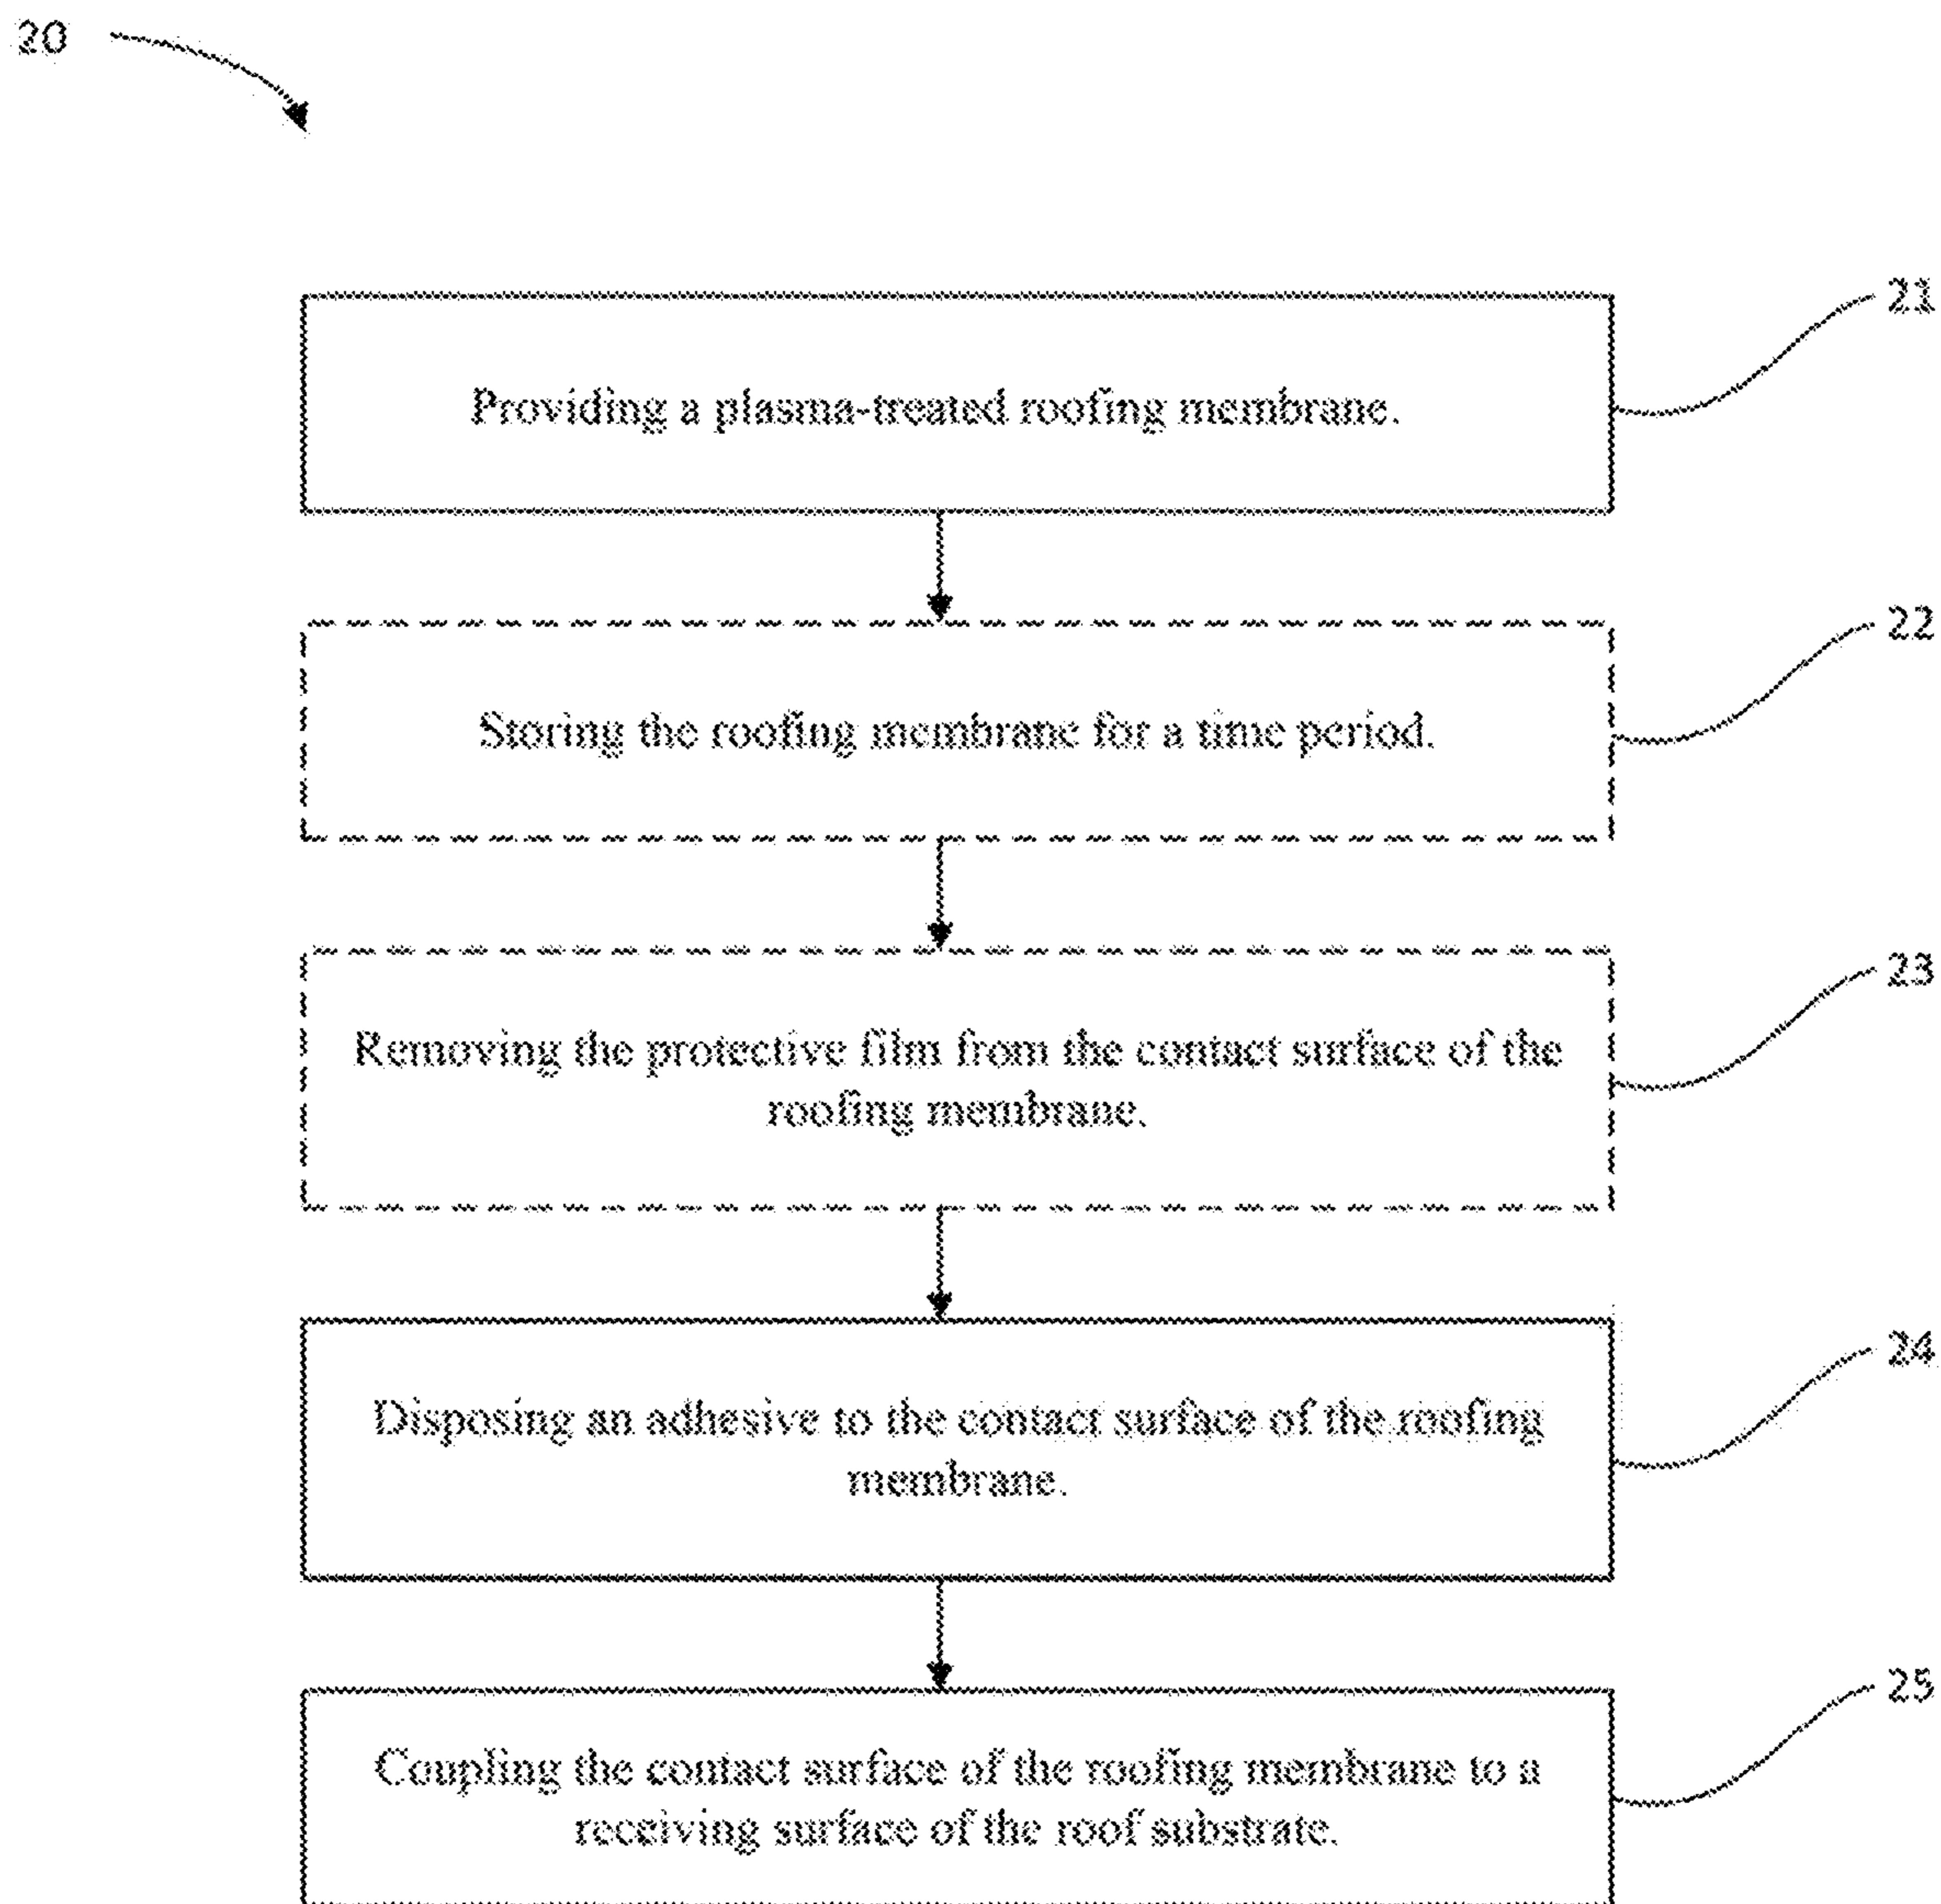 20
21
Providing a plasma-treated roofing membrane.
22
Storing the roofing membrane for a time period.
23
Removing the protective film from the contact surface of the
roofing membrane.
24
Disposing an adhesive to the contact surface of the roofing
membrane.
25
Coupling the contact surface of the roofing membrane to a
receiving surface of the roof substrate.